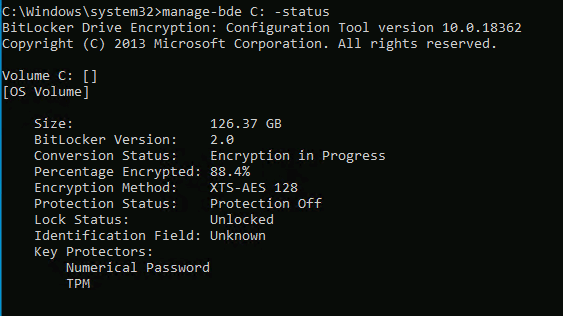 C:\Windows\system32>manage-bde C: -status
BitLocker Drive Encryption: Configuration Tool version 10.0.18362
Copyright (C) 2013 Microsoft Corporation. All rights reserved.
Volume C: []
[OS Volume]
Size: 126.37 GB
BitLocker Version: 2.0
Conversion Status: Encryption in Progress
Percentage Encrypted: 88.4%
Encryption Method: XTS-AES 128
Protection Status: Protection Off
Lock Status: Unlocked
Identification Field: Unknown
Key Protectors:
Numerical Password
TPM